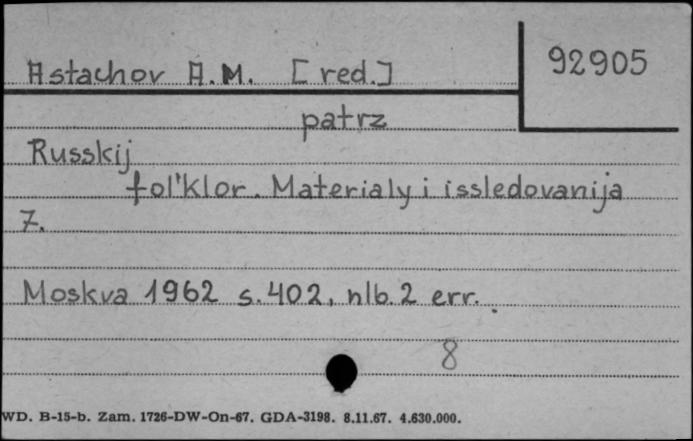 92905
Astachov A.M. [red.]
patrz
Russkij
fol'klor. Materialy i issledovanija
7.
Moskva 1962 s.402, nlb.2 err.
8
WD. B-15-b. Zam. 1726-DW-On-67. GDA-3198. 8.11.67. 4.630.000.